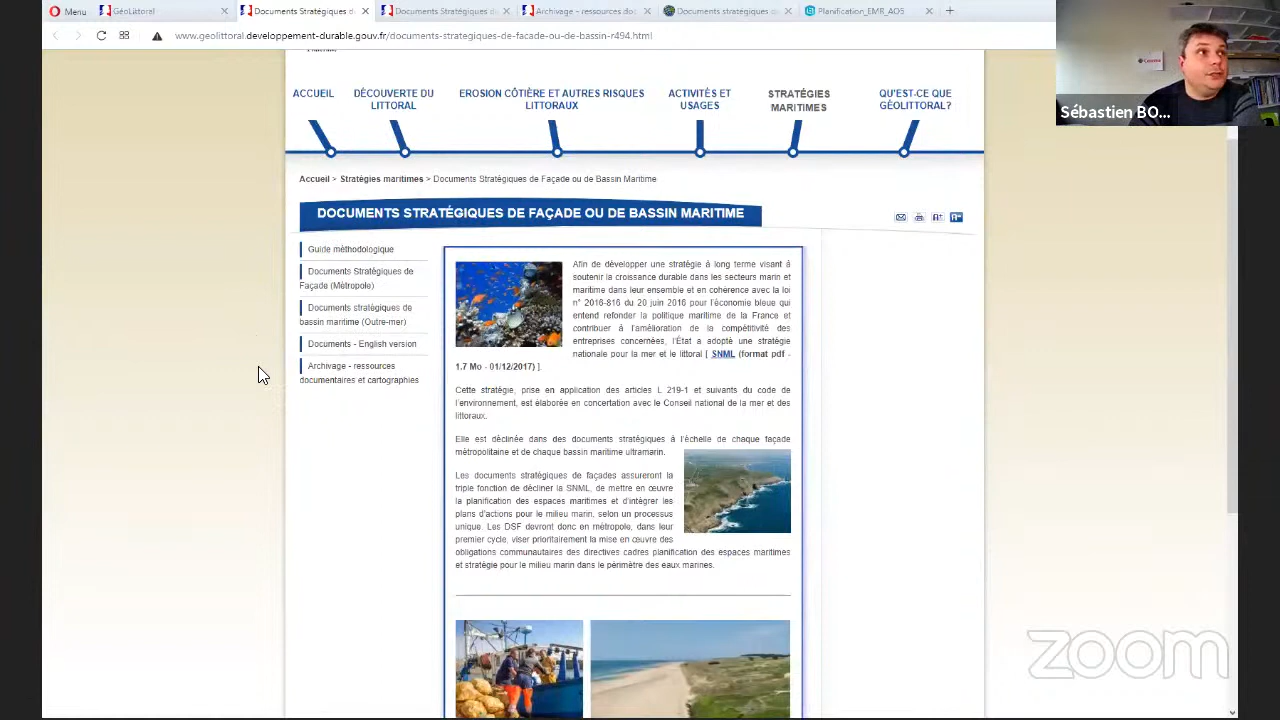 Menu
GéoLittoral
Documents Stratégiques de
Documents Stratégiques de
Archivage - ressources doc
Documents stratégiques o
Planification_EMR_AO5
www.geolittoral.developpement-durable.gouv.fr/documents-strategiques-de-facade-ou-de-bassin-r494.html
ACCUEIL
DÉCOUVERTE DU
LITTORAL
EROSION CÔTIÈRE ET AUTRES RISQUES
LITTORAUX
ACTIVITÉS ET
USAGES
STRATÉGIES
MARITIMES
QU'EST-CE QUE
GÉOLITTORAL?
Sébastien BO...
Accueil > Stratégies maritimes > Documents Stratégiques de Façade ou de Bassin Maritime
DOCUMENTS STRATÉGIQUES DE FAÇADE OU DE BASSIN MARITIME
Guide méthodologique
Documents Stratégiques de
Façade (Métropole)
Documents stratégiques de
bassin maritime (Outre-mer)
Documents - English version
Archivage - ressources
documentaires et cartographies
Afin de développer une stratégie à long terme visant à
soutenir la croissance durable dans les secteurs marin et
maritime dans leur ensemble et en cohérence avec la loi
n° 2016-816 du 20 juin 2016 pour l'économie bleue qui
entend refonder la politique maritime de la France et
contribuer à l'amélioration de la compétitivité des
entreprises concernées, l'État a adopté une stratégie
nationale pour la mer et le littoral [ SNML (format pdf -
1.7 Mo - 01/12/2017) ].
Cette stratégie, prise en application des articles L 219-1 et suivants du code de
l'environnement, est élaborée en concertation avec le Conseil national de la mer et des
littoraux.
Elle est déclinée dans des documents stratégiques à l'échelle de chaque façade
métropolitaine et de chaque bassin maritime ultramarin.
Les documents stratégiques de façades assureront la
triple fonction de décliner la SNML, de mettre en œuvre
la planification des espaces maritimes et d'intégrer les
plans d'actions pour le milieu marin, selon un processus
unique. Les DSF devront donc en métropole, dans leur
premier cycle, viser prioritairement la mise en œuvre des
obligations communautaires des directives cadres planification des espaces maritimes
et stratégie pour le milieu marin dans le périmètre des eaux marines.
zoom